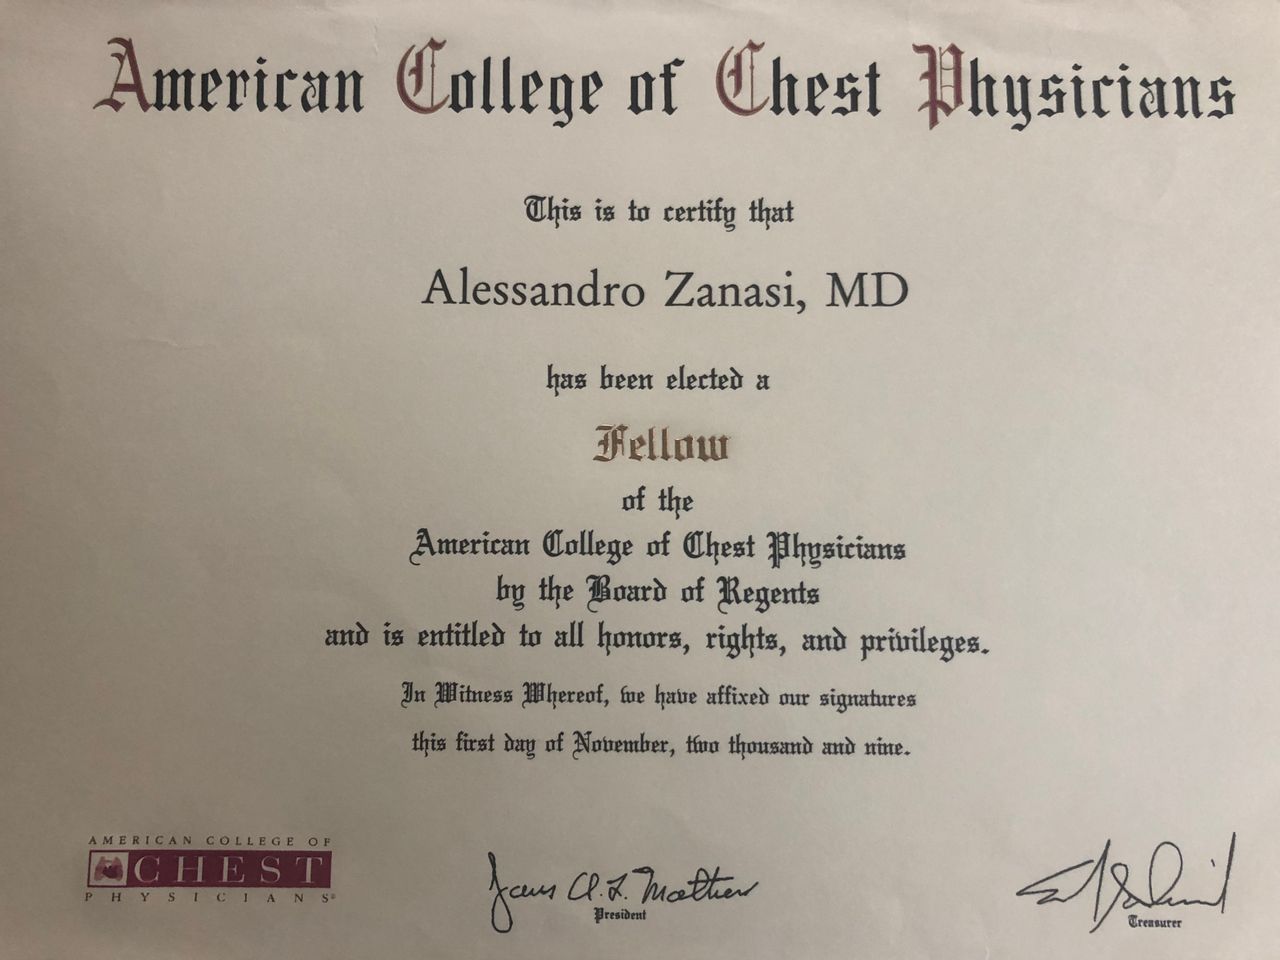 American College of Chest Physicians
This is to certify that
Alessandro Zanasi, MD
has been elected a
Fellow
of the
American College of Chest Physicians
by the Board of Regents
and is entitled to all honors, rights, and privileges.
In Witness Whereof, we have affixed our signatures
this first day of November, two thousand and nine.
AMERICAN COLLEGE OF
CHEST
PHYSICIANS®
President
Treasurer